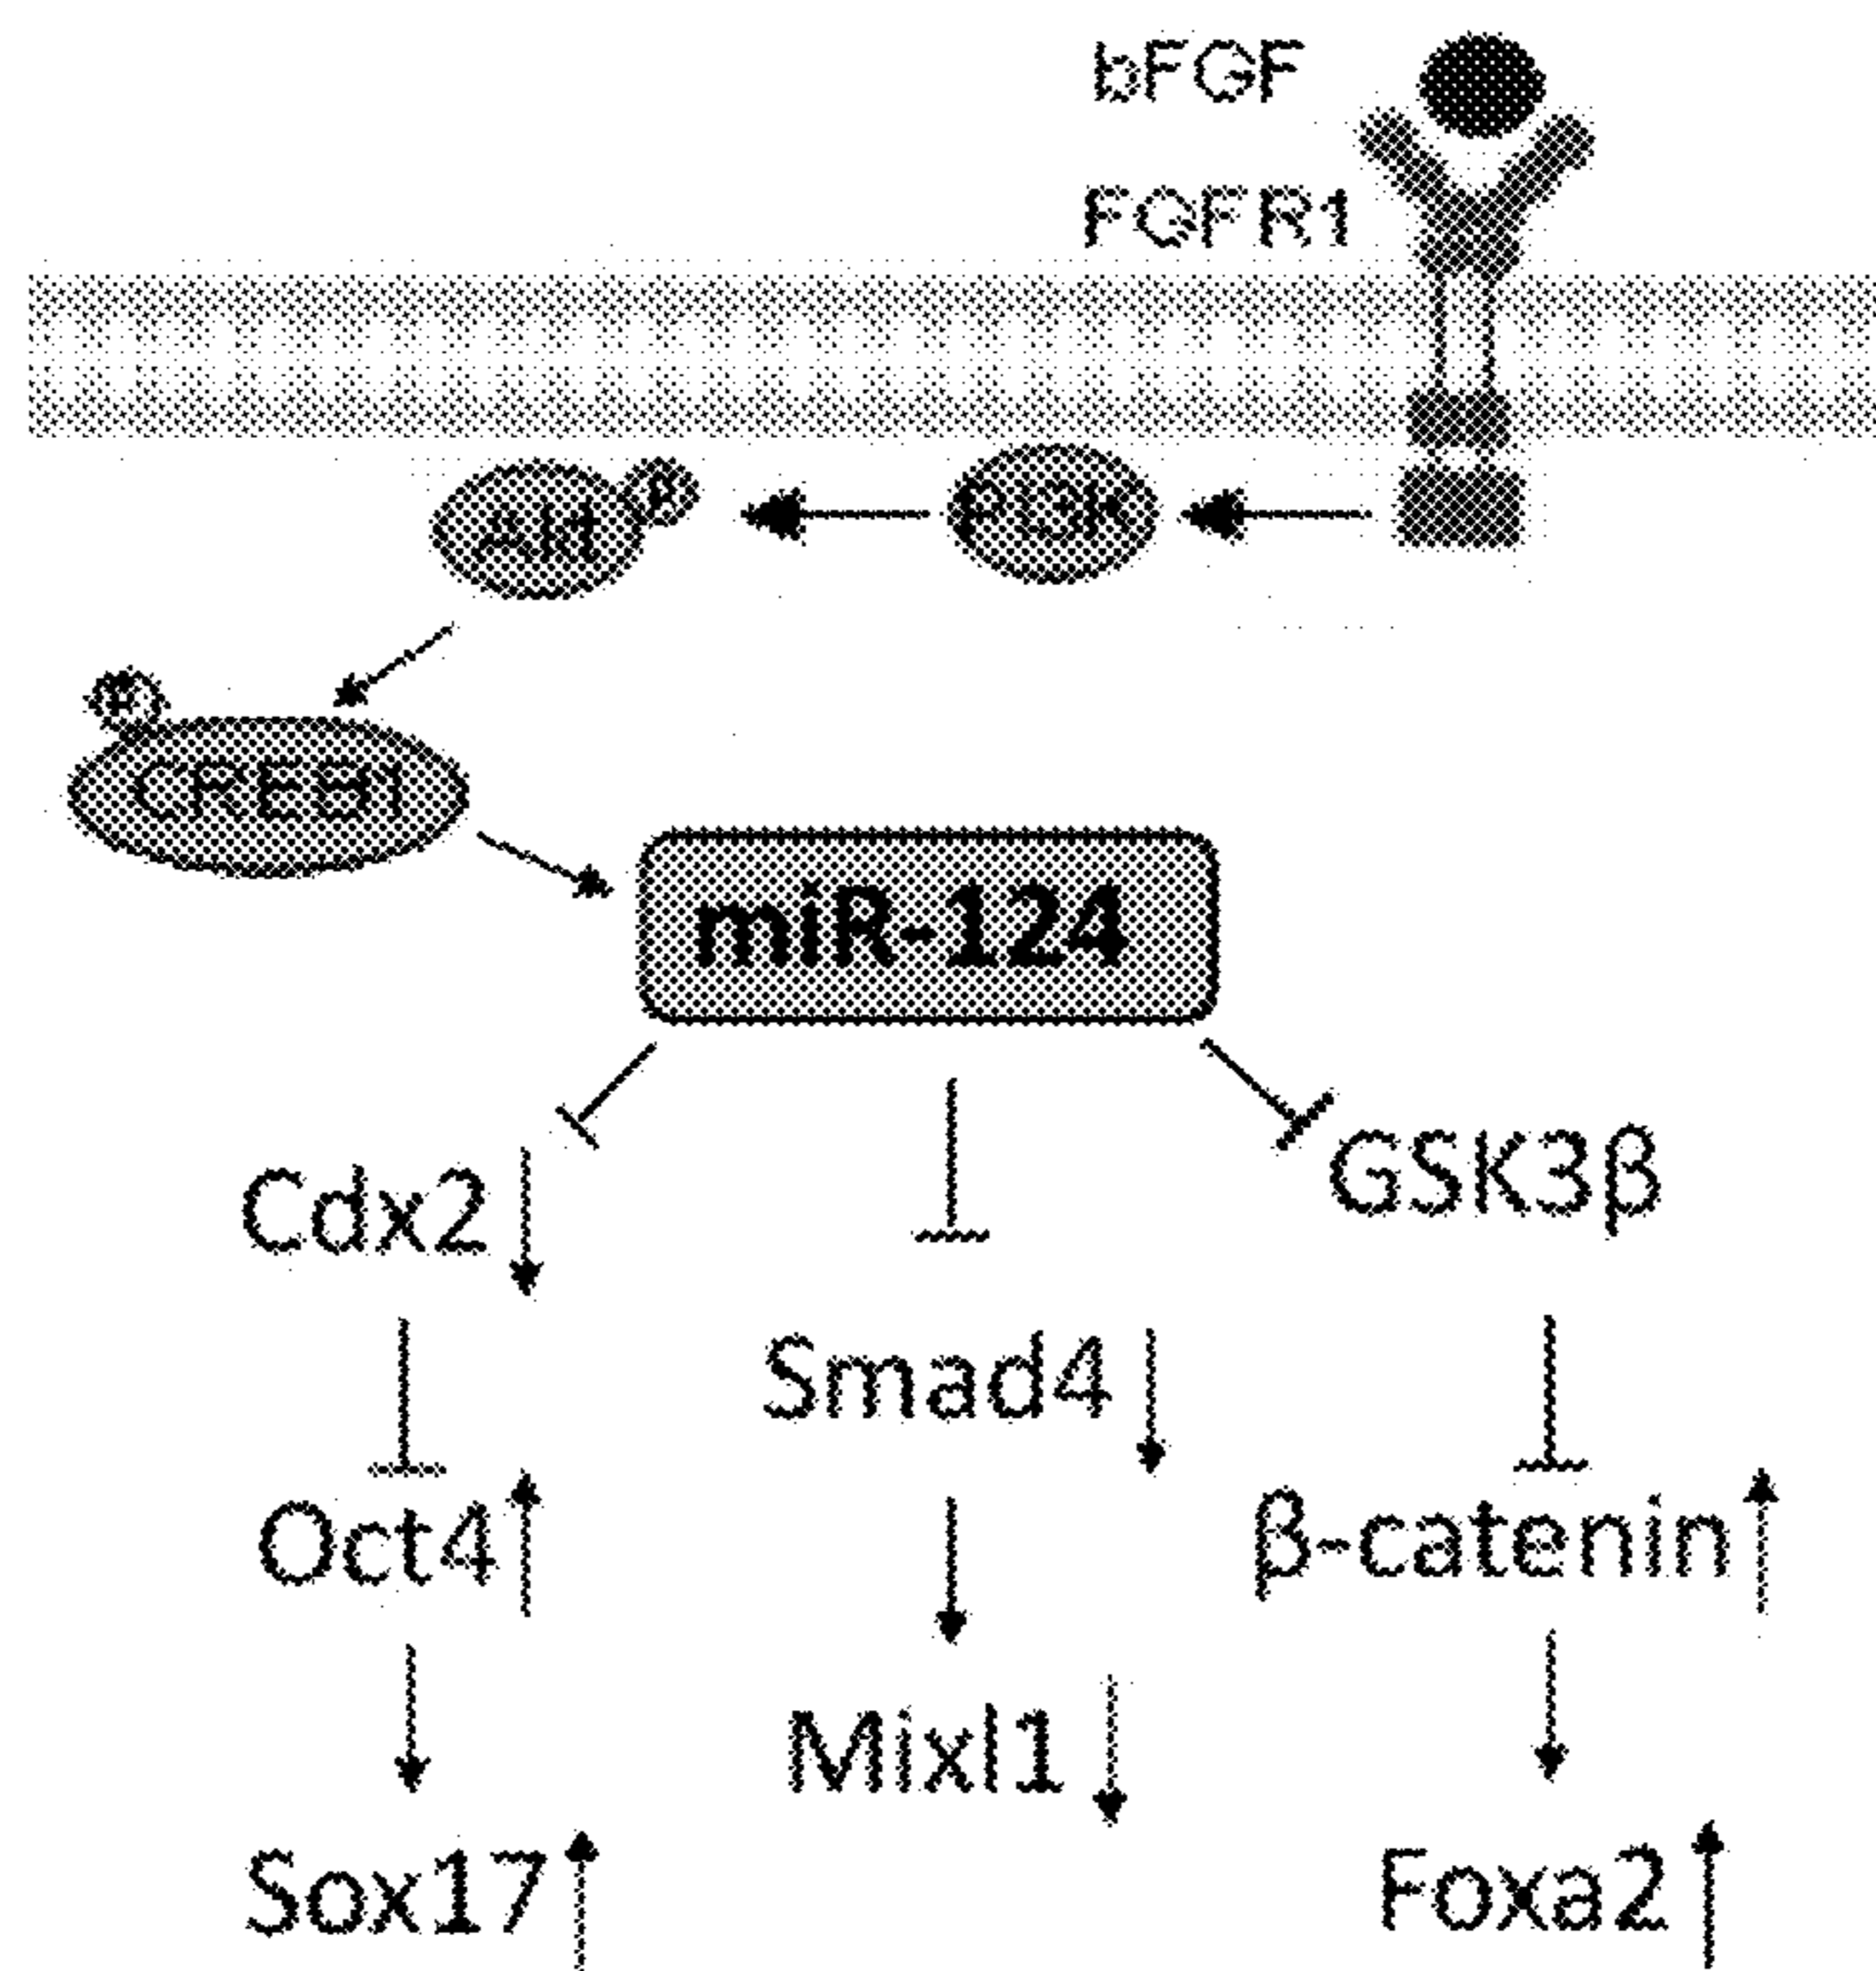 bFGF
FGFR1
Akt P PI3K
P
CREB1
miR-124
Cdx2 GSK3β
Smad4
Oct4 β-catenin
Mixl1
Sox17 Foxa2